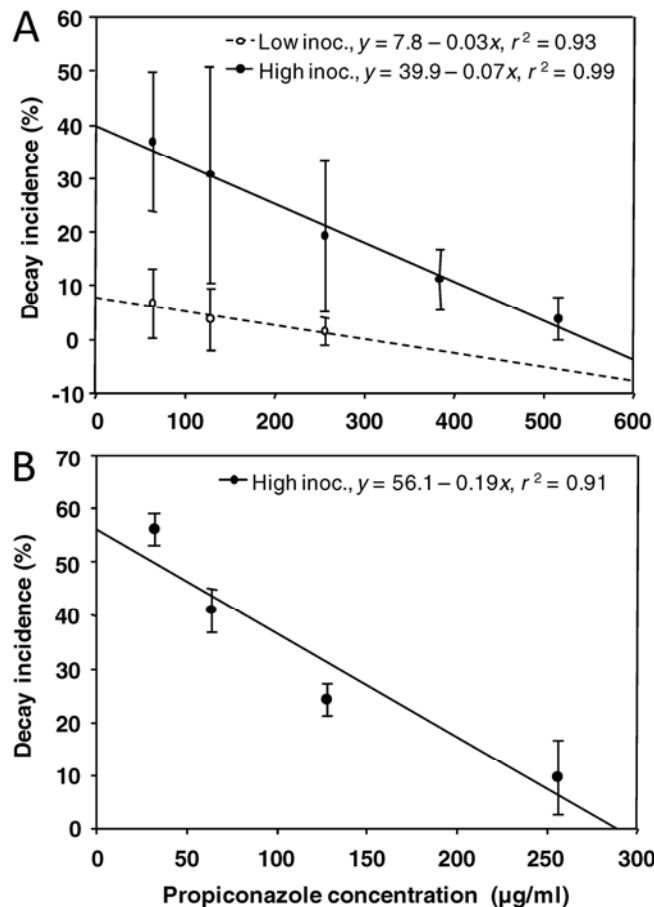 A
Low inoc., y = 7.8 – 0.03x, r² = 0.93
High inoc., y = 39.9 – 0.07x, r² = 0.99
Decay incidence (%)
60
50
40
30
20
10
0
-10
0 100 200 300 400 500 600
B
High inoc., y = 56.1 – 0.19x, r² = 0.91
Decay incidence (%)
70
60
50
40
30
20
10
0
0 50 100 150 200 250 300
Propiconazole concentration (µg/ml)